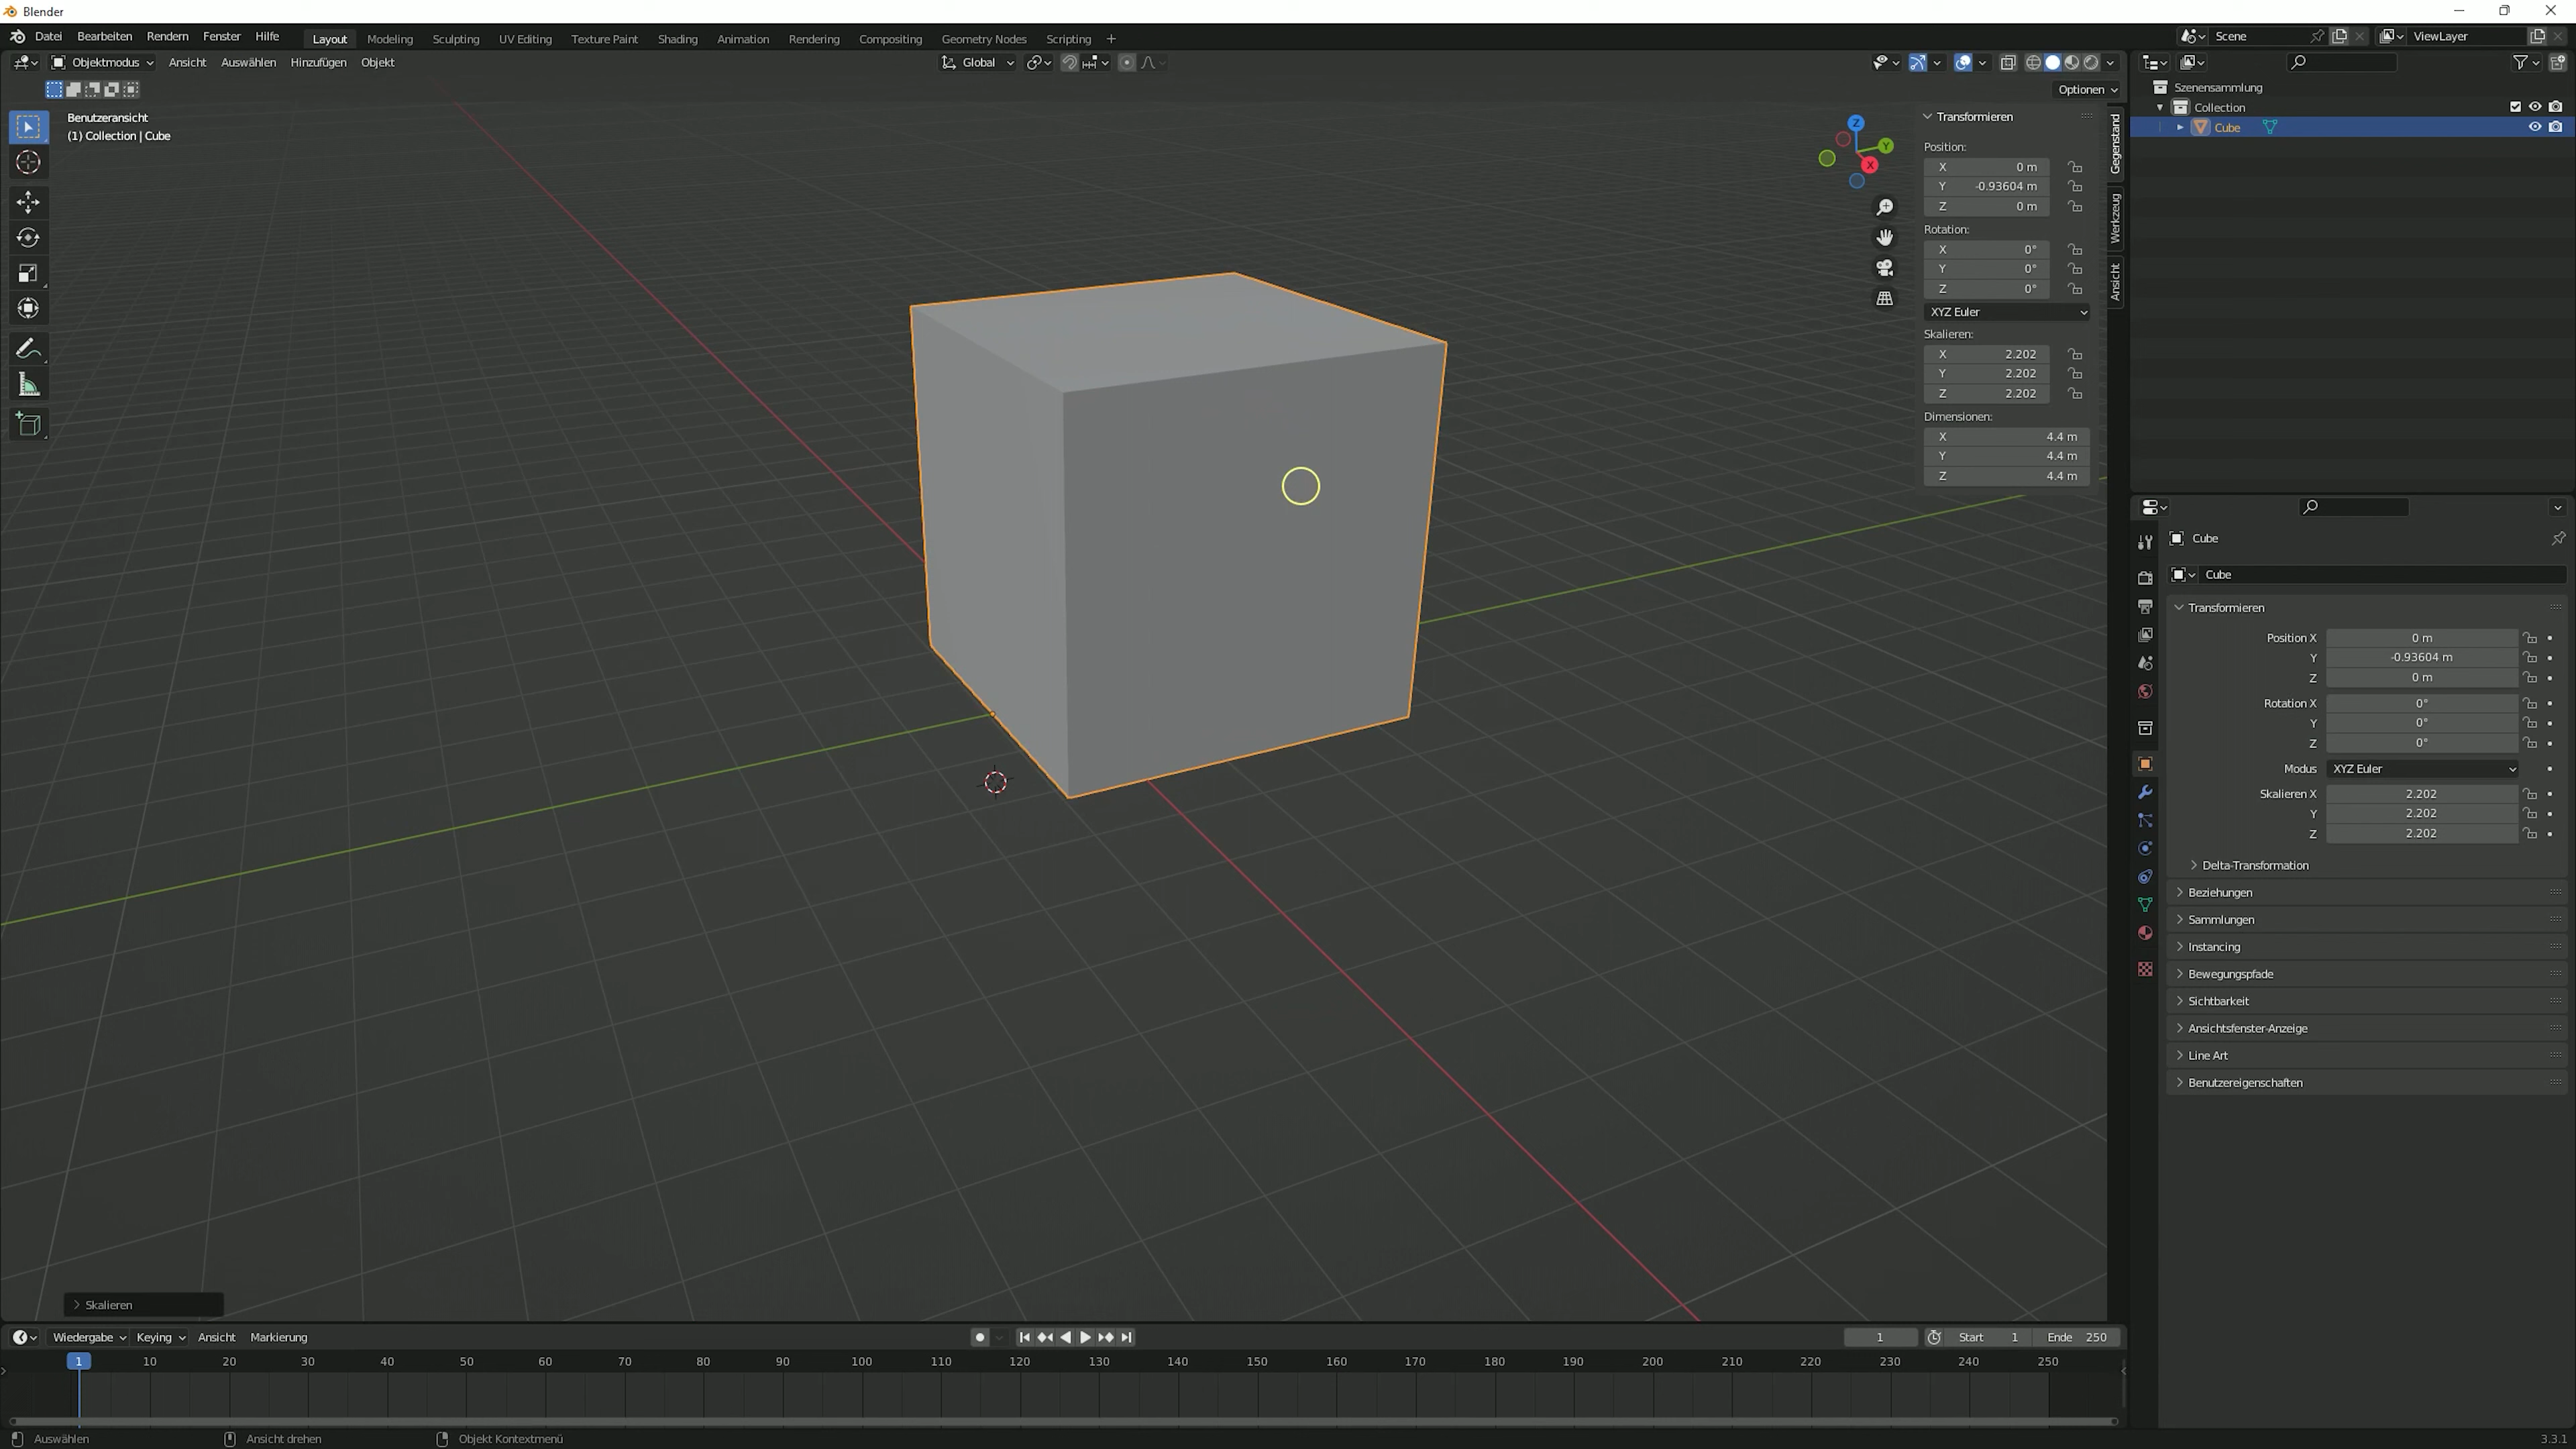 Blender
Datei Bearbeiten Rendern Fenster Hilfe Layout Modeling Sculpting UV Editing Texture Paint Shading Animation Rendering Compositing Geometry Nodes Scripting + Scene ViewLayer
Objektmodus Ansicht Auswählen Hinzufügen Objekt Global
Optionen
Benutzeransicht
(1) Collection | Cube
Z
Y
X
Transformieren
Position:
X 0 m
Y -0.93604 m
Z 0 m
Rotation:
X 0°
Y 0°
Z 0°
XYZ Euler
Skalieren:
X 2.202
Y 2.202
Z 2.202
Dimensionen:
X 4.4 m
Y 4.4 m
Z 4.4 m
Gegenstand
Werkzeug
Ansicht
Szenensammlung
Collection
Cube
Cube
Cube
Transformieren
Position X 0 m
Y -0.93604 m
Z 0 m
Rotation X 0°
Y 0°
Z 0°
Modus XYZ Euler
Skalieren X 2.202
Y 2.202
Z 2.202
Delta-Transformation
Beziehungen
Sammlungen
Instancing
Bewegungspfade
Sichtbarkeit
Ansichtsfenster-Anzeige
Line Art
Benutzereigenschaften
Skalieren
Wiedergabe Keying Ansicht Markierung 1 Start 1 Ende 250
1 10 20 30 40 50 60 70 80 90 100 110 120 130 140 150 160 170 180 190 200 210 220 230 240 250
Auswählen Ansicht drehen Objekt Kontextmenü 3.3.1